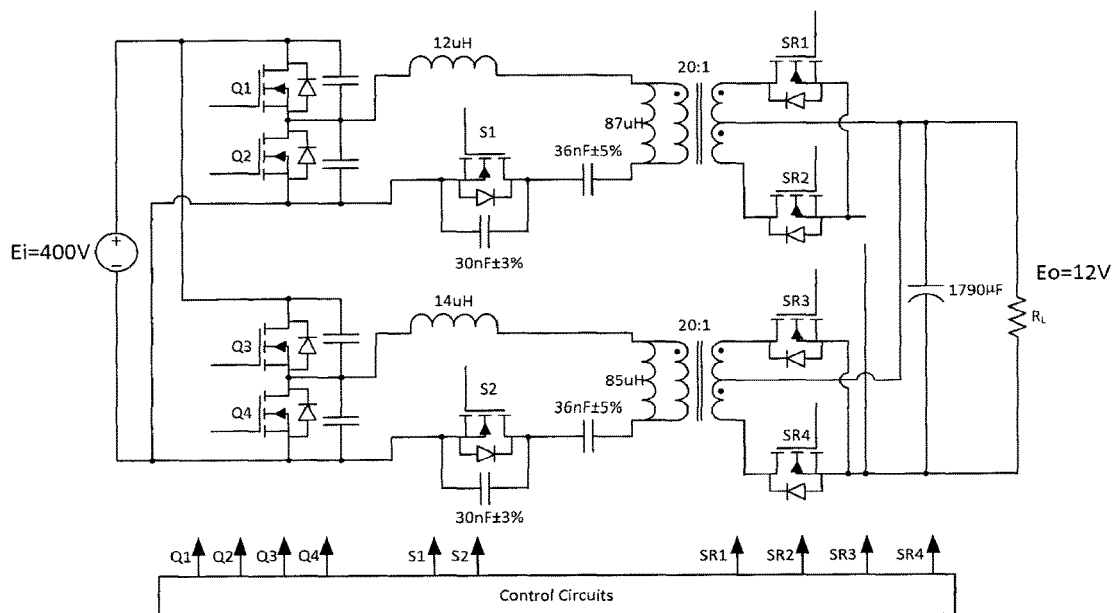 12uH
20:1
SR1
Q1
S1
87uH
36nF±5%
Q2
SR2
30nF±3%
Ei=400V
14uH
20:1
SR3
1790µF
Eo=12V
RL
Q3
S2
85uH
36nF±5%
Q4
SR4
30nF±3%
Q1 Q2 Q3 Q4 S1 S2 SR1 SR2 SR3 SR4
Control Circuits